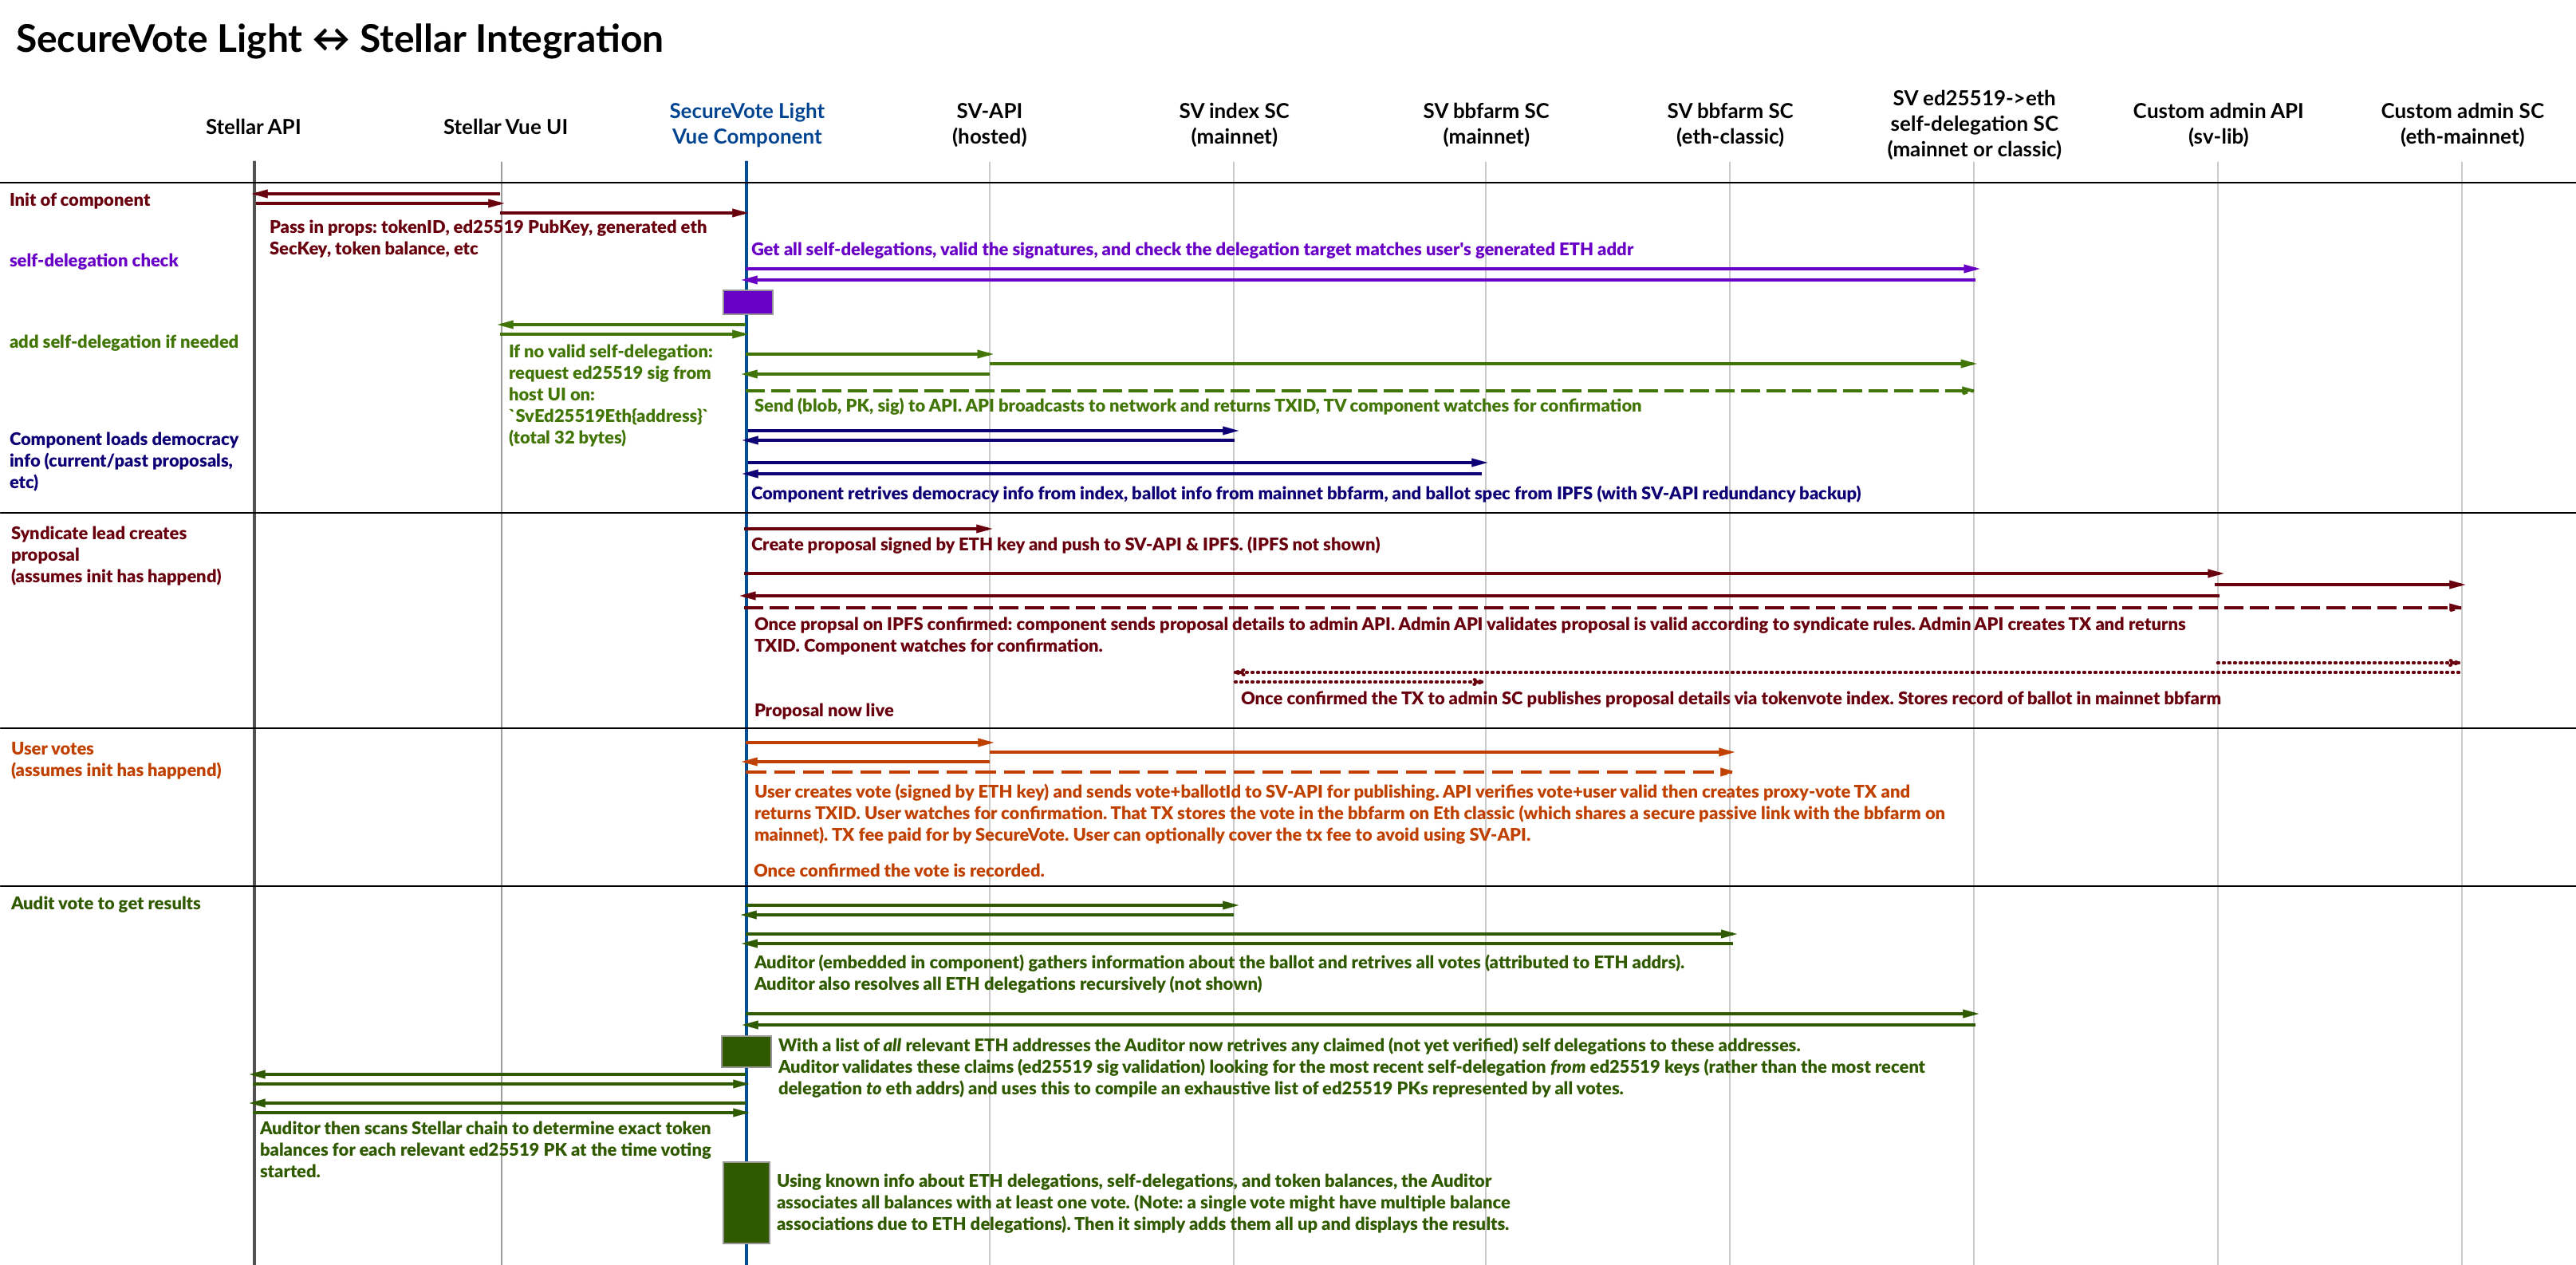 SecureVote Light ↔ Stellar Integration
Stellar API
Stellar Vue UI
SecureVote Light
Vue Component
SV-API
(hosted)
SV index SC
(mainnet)
SV bbfarm SC
(mainnet)
SV bbfarm SC
(eth-classic)
SV ed25519->eth
self-delegation SC
(mainnet or classic)
Custom admin API
(sv-lib)
Custom admin SC
(eth-mainnet)
Init of component
Pass in props: tokenID, ed25519 PubKey, generated eth
SecKey, token balance, etc
self-delegation check
Get all self-delegations, valid the signatures, and check the delegation target matches user's generated ETH addr
add self-delegation if needed
If no valid self-delegation:
request ed25519 sig from
host UI on:
`SvEd25519Eth{address}`
(total 32 bytes)
Send (blob, PK, sig) to API. API broadcasts to network and returns TXID, TV component watches for confirmation
Component loads democracy
info (current/past proposals,
etc)
Component retrives democracy info from index, ballot info from mainnet bbfarm, and ballot spec from IPFS (with SV-API redundancy backup)
Syndicate lead creates
proposal
(assumes init has happend)
Create proposal signed by ETH key and push to SV-API & IPFS. (IPFS not shown)
Once propsal on IPFS confirmed: component sends proposal details to admin API. Admin API validates proposal is valid according to syndicate rules. Admin API creates TX and returns
TXID. Component watches for confirmation.
Once confirmed the TX to admin SC publishes proposal details via tokenvote index. Stores record of ballot in mainnet bbfarm
Proposal now live
User votes
(assumes init has happend)
User creates vote (signed by ETH key) and sends vote+ballotId to SV-API for publishing. API verifies vote+user valid then creates proxy-vote TX and
returns TXID. User watches for confirmation. That TX stores the vote in the bbfarm on Eth classic (which shares a secure passive link with the bbfarm on
mainnet). TX fee paid for by SecureVote. User can optionally cover the tx fee to avoid using SV-API.
Once confirmed the vote is recorded.
Audit vote to get results
Auditor (embedded in component) gathers information about the ballot and retrives all votes (attributed to ETH addrs).
Auditor also resolves all ETH delegations recursively (not shown)
With a list of all relevant ETH addresses the Auditor now retrives any claimed (not yet verified) self delegations to these addresses.
Auditor validates these claims (ed25519 sig validation) looking for the most recent self-delegation from ed25519 keys (rather than the most recent
delegation to eth addrs) and uses this to compile an exhaustive list of ed25519 PKs represented by all votes.
Auditor then scans Stellar chain to determine exact token
balances for each relevant ed25519 PK at the time voting
started.
Using known info about ETH delegations, self-delegations, and token balances, the Auditor
associates all balances with at least one vote. (Note: a single vote might have multiple balance
associations due to ETH delegations). Then it simply adds them all up and displays the results.